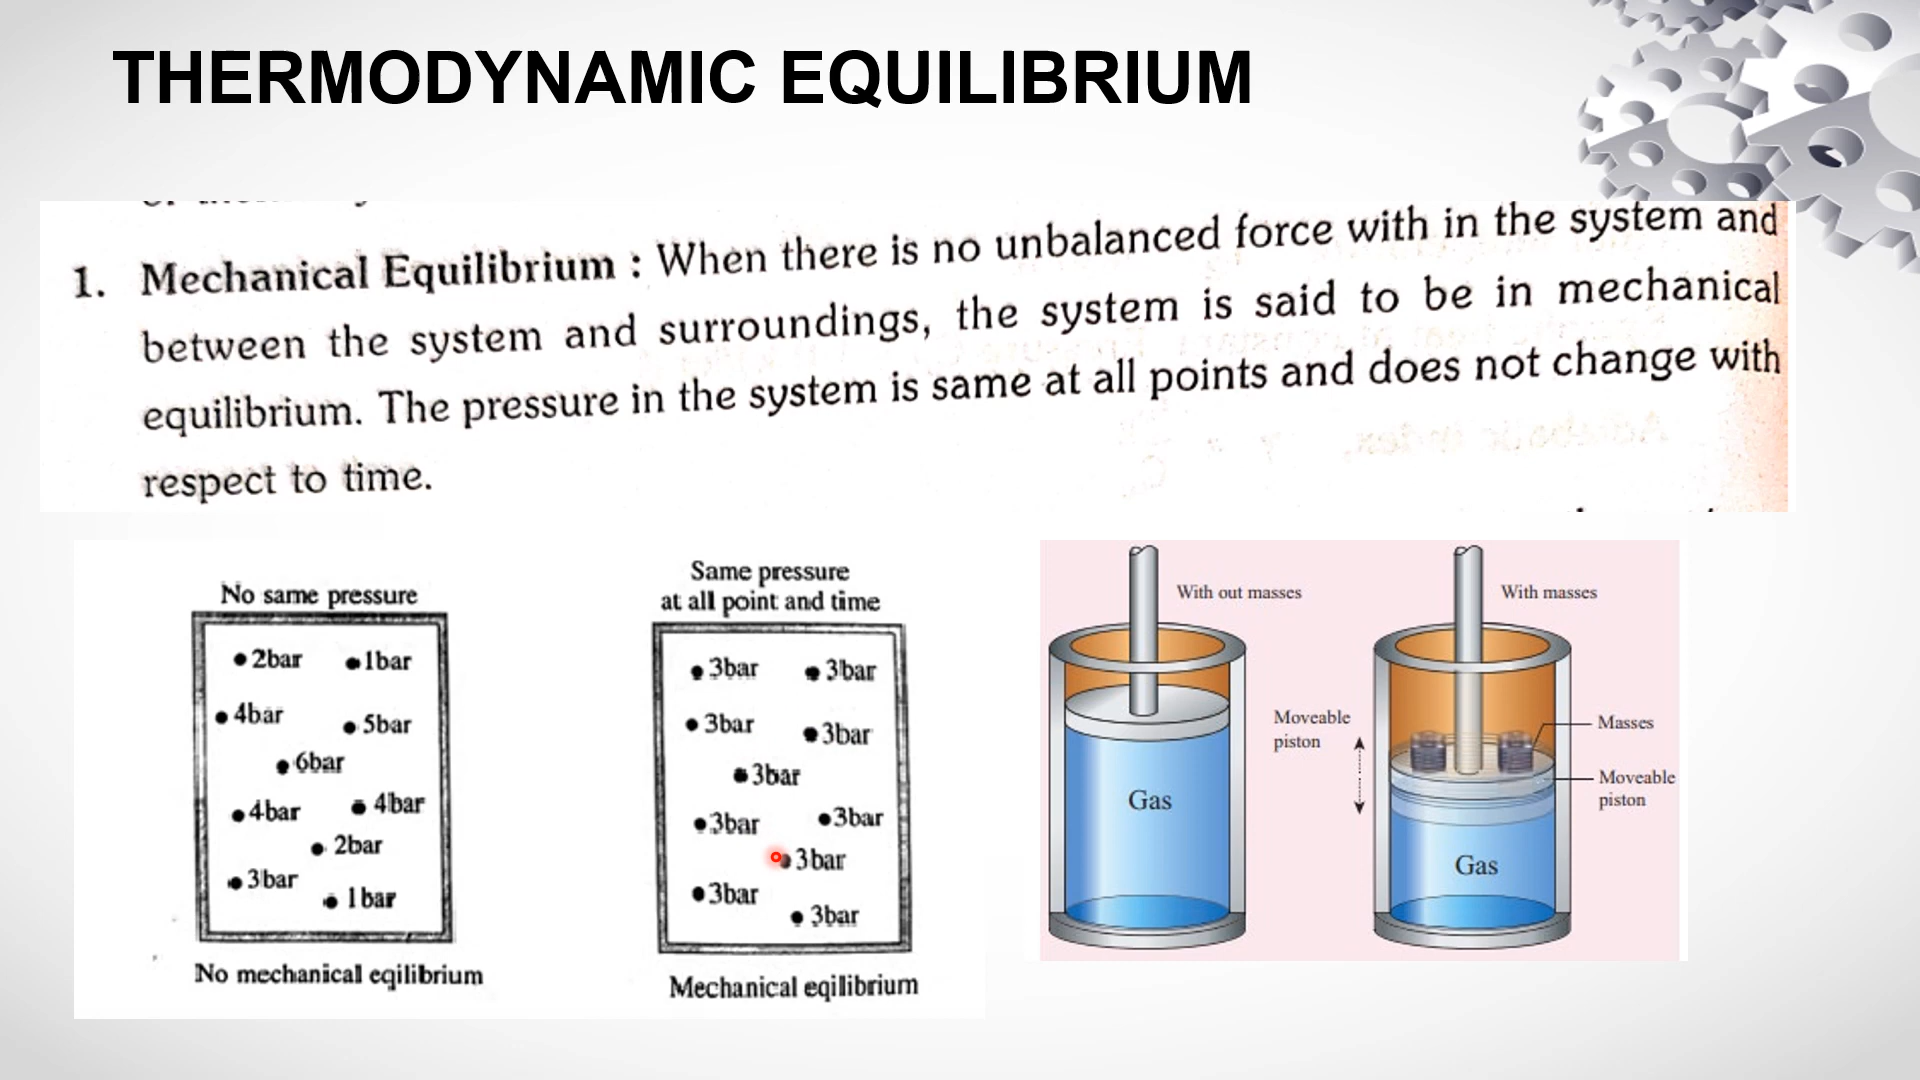 THERMODYNAMIC EQUILIBRIUM
1. Mechanical Equilibrium : When there is no unbalanced force with in the system and
between the system and surroundings, the system is said to be in mechanical
equilibrium. The pressure in the system is same at all points and does not change with
respect to time.
No same pressure
2bar 1bar
4bar 5bar
6bar
4bar 4bar
2bar
3bar
1bar
No mechanical eqilibrium
Same pressure
at all point and time
3bar 3bar
3bar 3bar
3bar
3bar 3bar
3bar
3bar
3bar
Mechanical eqilibrium
With out masses
Moveable
piston
Gas
With masses
Masses
Moveable
piston
Gas